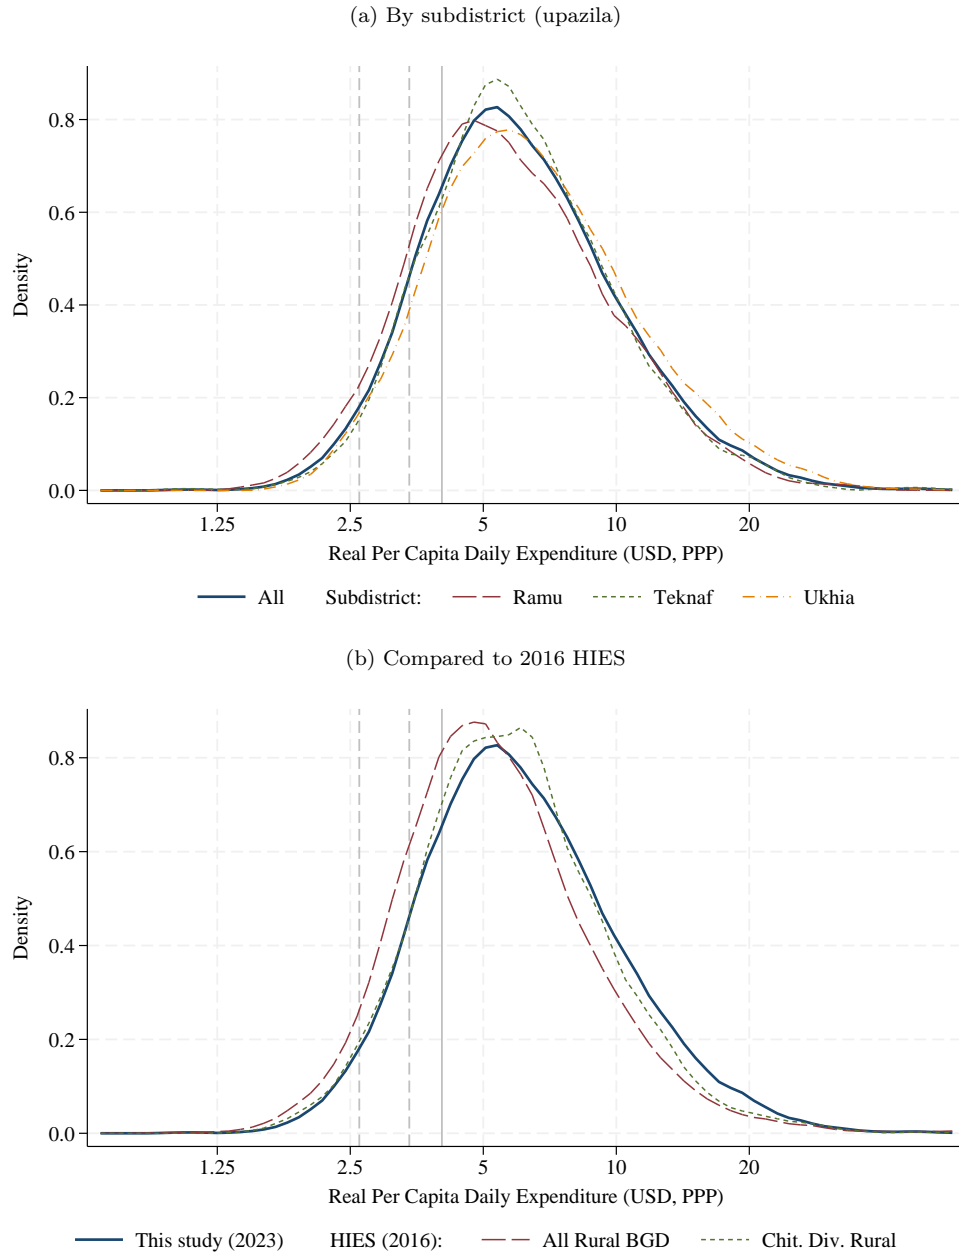 (a) By subdistrict (upazila)
Density
0.8
0.6
0.4
0.2
0.0
1.25 2.5 5 10 20
Real Per Capita Daily Expenditure (USD, PPP)
All Subdistrict: Ramu Teknaf Ukhia
(b) Compared to 2016 HIES
Density
0.8
0.6
0.4
0.2
0.0
1.25 2.5 5 10 20
Real Per Capita Daily Expenditure (USD, PPP)
This study (2023) HIES (2016): All Rural BGD Chit. Div. Rural